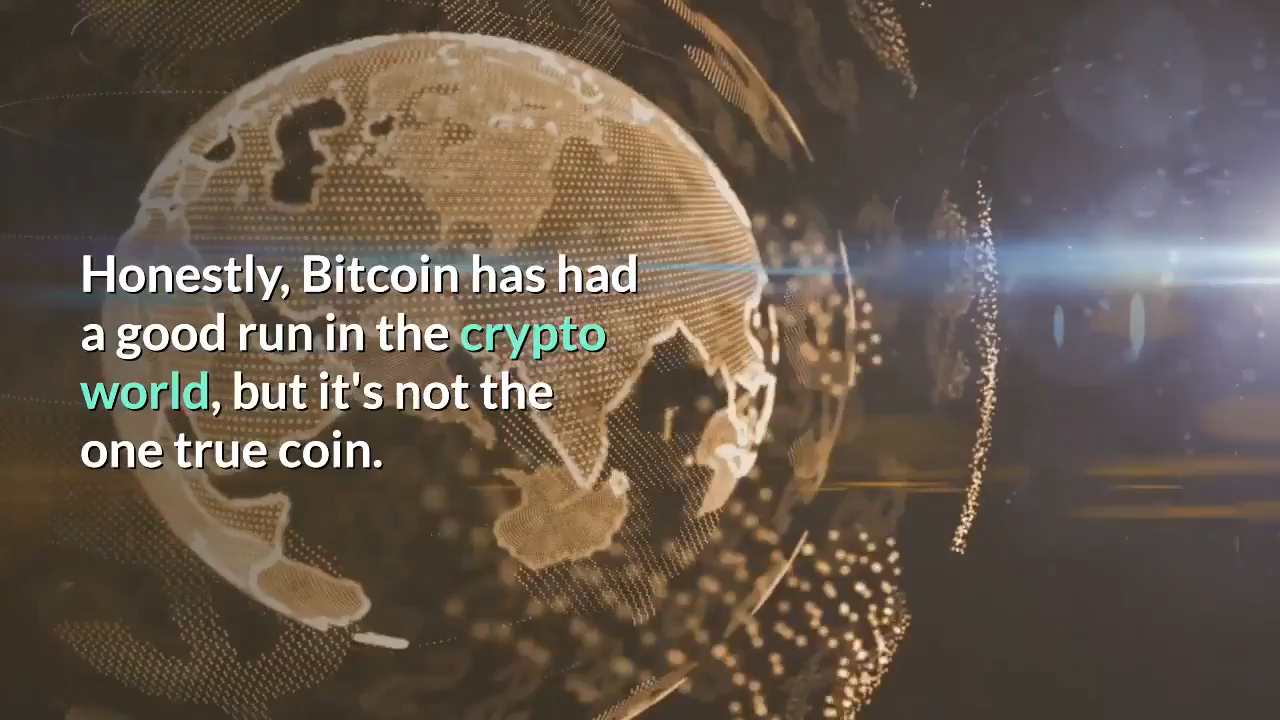 Honestly, Bitcoin has had
a good run in the crypto
world, but it's not the
one true coin.